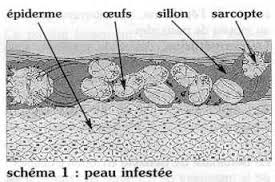 épiderme œufs sillon sarcopte
schéma 1 : peau infestée